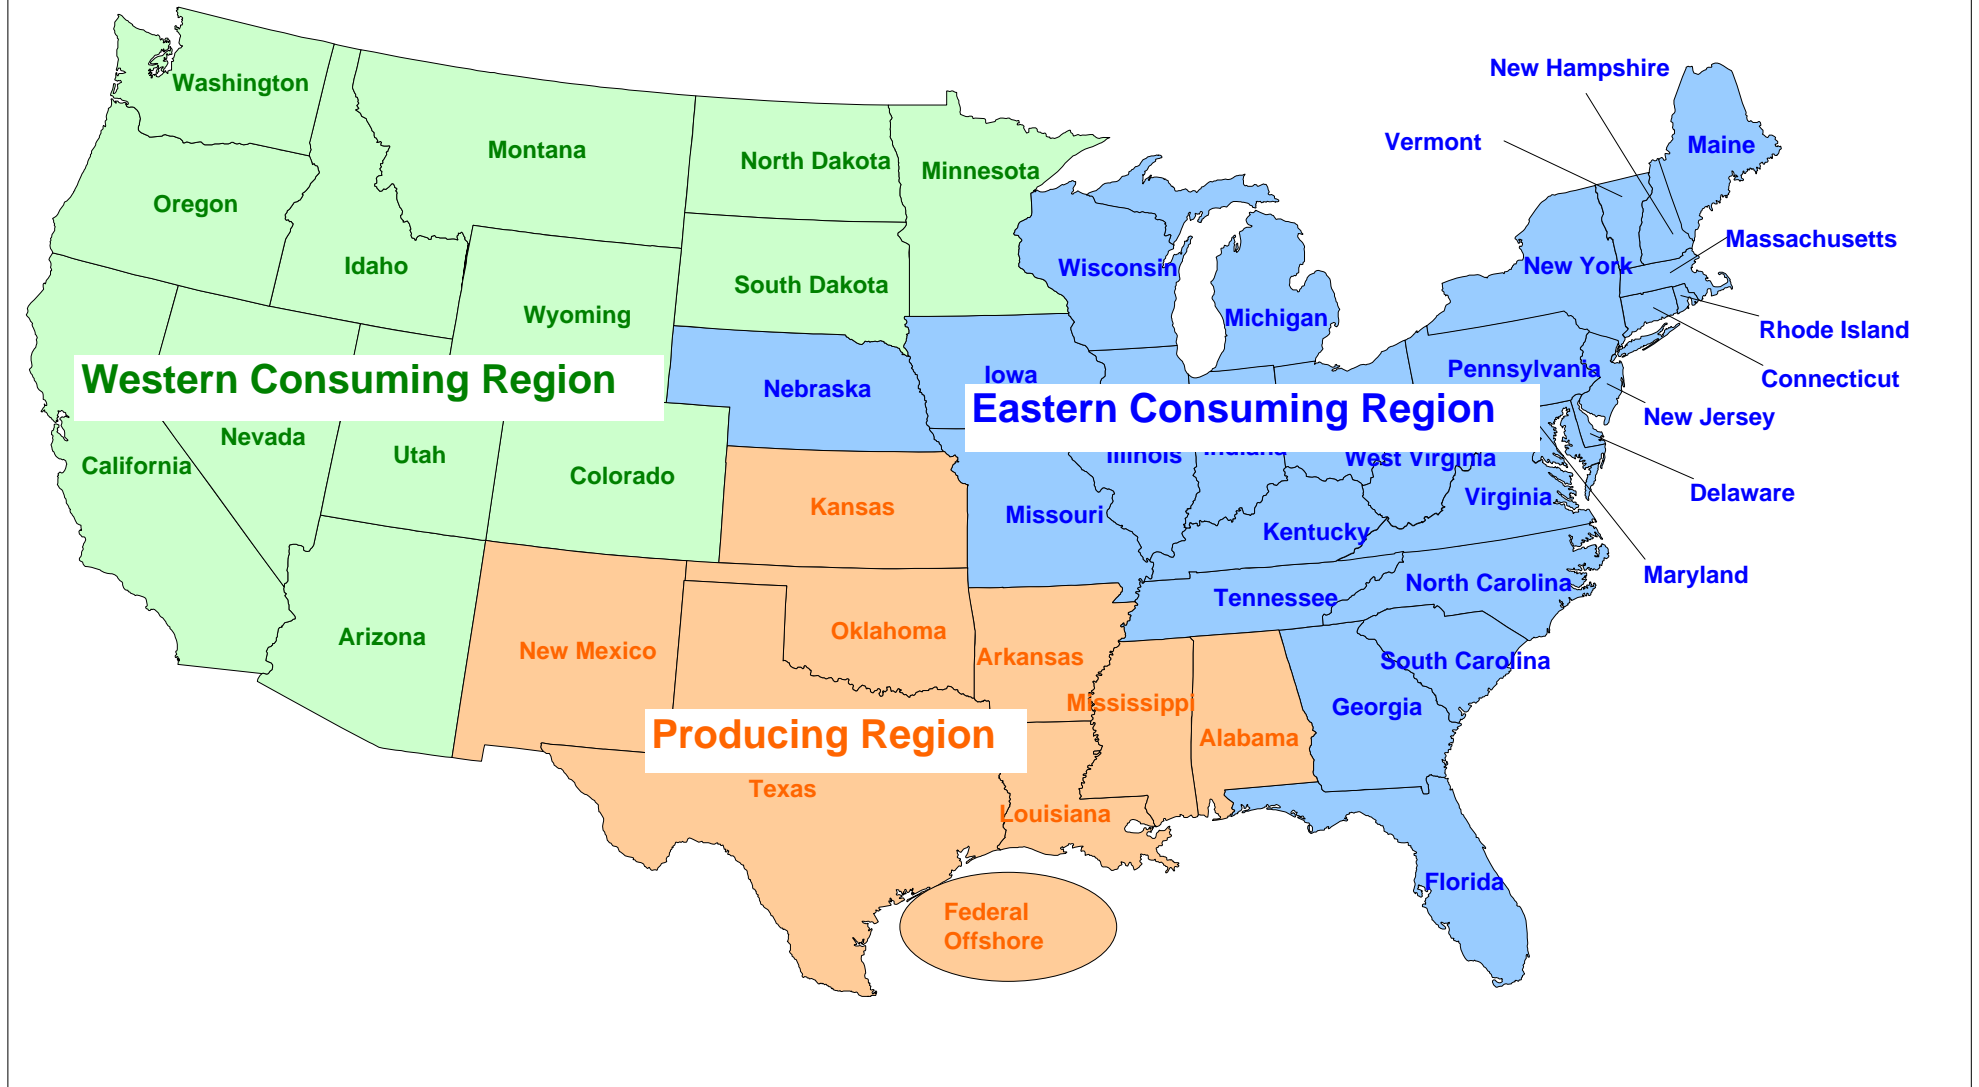 New Hampshire
Washington
Vermont
Maine
Montana
North Dakota
Minnesota
Oregon
Massachusetts
Idaho
Wisconsin
New York
South Dakota
Wyoming
Michigan
Rhode Island
Pennsylvania
Iowa
Connecticut
Western Consuming Region
Nebraska
Eastern Consuming Region
New Jersey
Nevada
Utah
Illinois
Indiana
West Virginia
California
Colorado
Delaware
Virginia
Kansas
Missouri
Kentucky
Maryland
North Carolina
Tennessee
Arizona
Oklahoma
New Mexico
Arkansas
South Carolina
Mississippi
Georgia
Producing Region
Alabama
Texas
Louisiana
Florida
Federal
Offshore